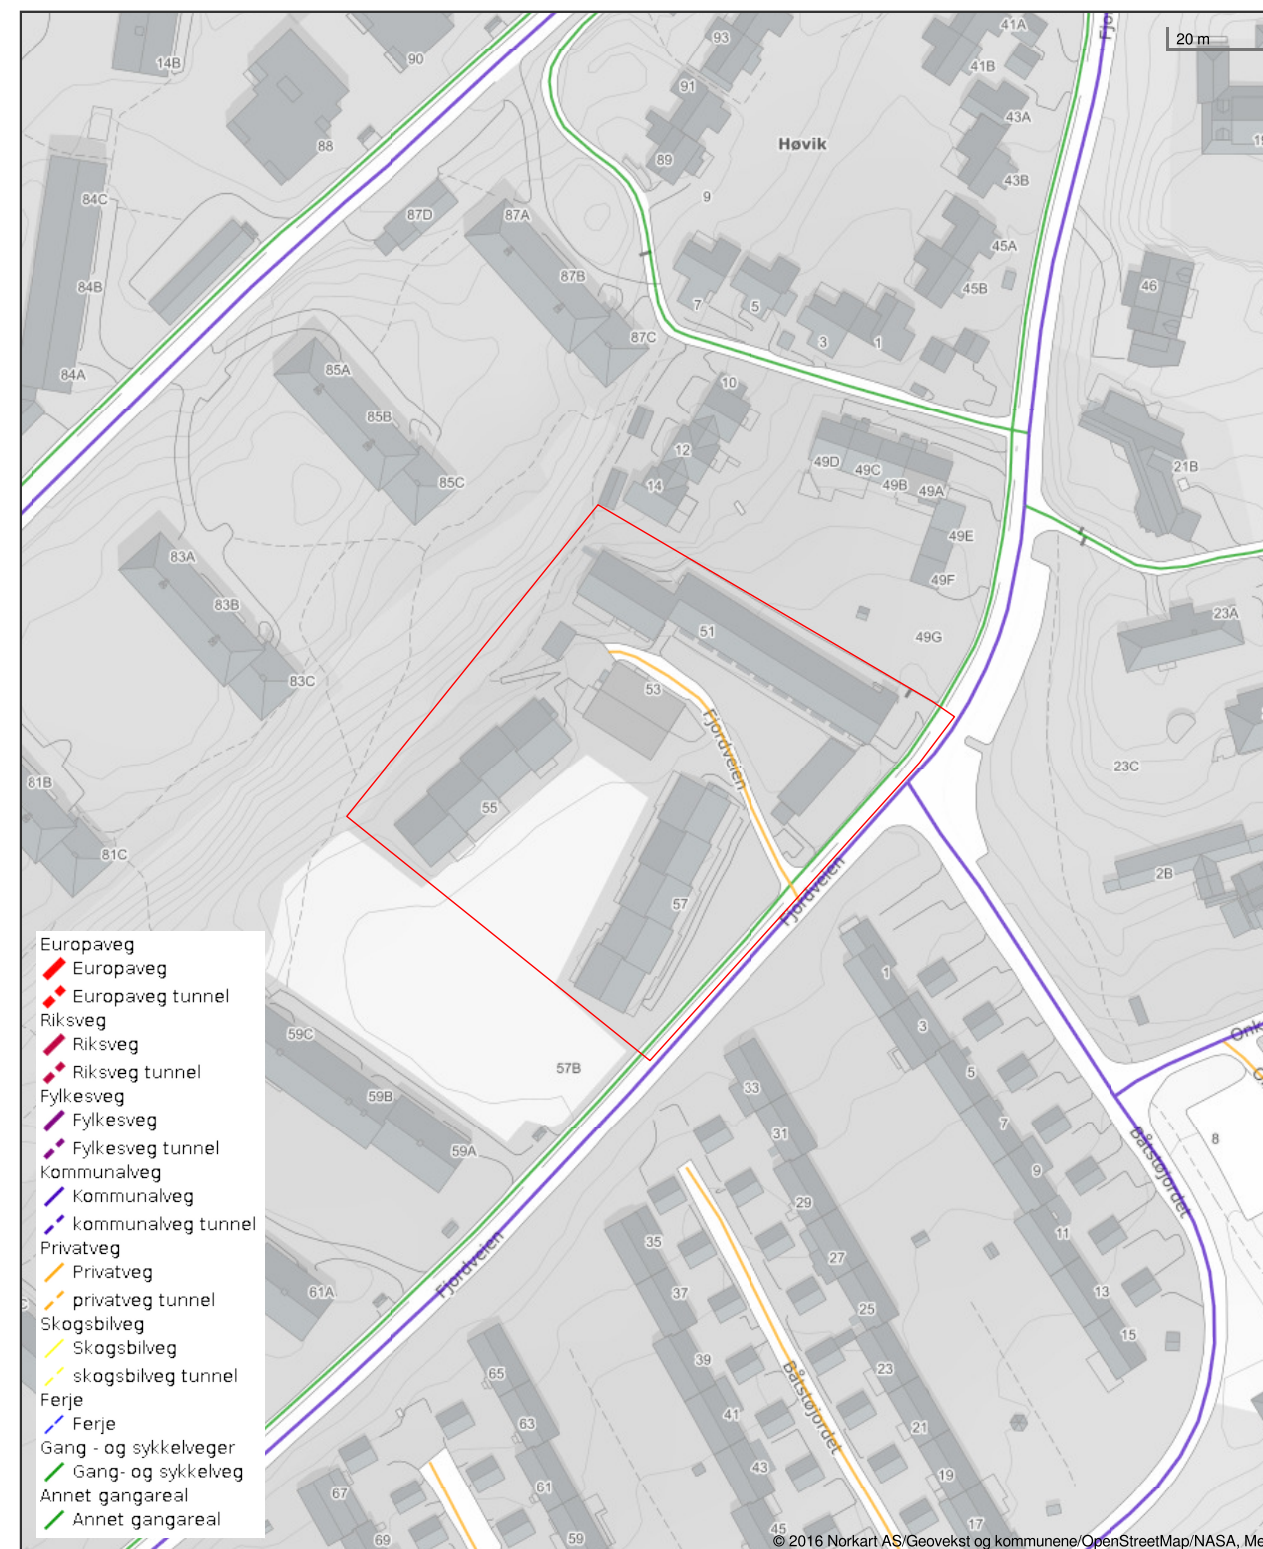 41A
93
20 m
90
14B
41B
91
43A
88
Høvik
89
43B
84C
9
87D
87A
45A
87B
84B
46
45B
7
5
87C
3
1
84A
85A
10
85B
12
49D
49C
21B
85C
14
49B
49A
49E
83A
49F
83B
23A
51
49G
83C
53
Fjordveien
23C
81B
55
81C
2B
Fjordveien
57
1
Europaveg
Europaveg
3
Europaveg tunnel
Riksveg
59C
Riksveg
57B
5
Riksveg tunnel
33
Fylkesveg
59B
Fylkesveg
7
31
8
Fylkesveg tunnel
59A
Båtstøjordet
Kommunalveg
9
Kommunalveg
29
kommunalveg tunnel
11
Fjordveien
35
Privatveg
27
Privatveg
61A
37
13
privatveg tunnel
25
Skogsbilveg
15
Skogsbilveg
39
65
23
skogsbilveg tunnel
Båtstøjordet
Ferje
41
Ferje
63
21
Gang - og sykkelveger
43
Gang- og sykkelveg
19
61
67
Annet gangareal
Annet gangareal
17
45
69
59
© 2016 Norkart AS/Geovekst og kommunene/OpenStreetMap/NASA, Me